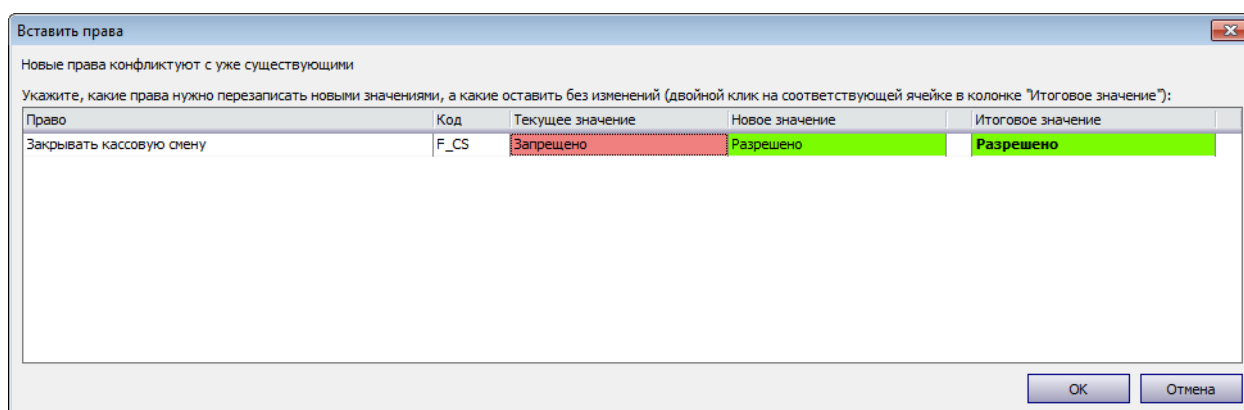 Вставить права
Новые права конфликтуют с уже существующими
Укажите, какие права нужно перезаписать новыми значениями, а какие оставить без изменений (двойной клик на соответствующей ячейке в колонке "Итоговое значение"):
Право Код Текущее значение Новое значение Итоговое значение
Закрывать кассовую смену F_CS Запрещено Разрешено Разрешено
OK Отмена